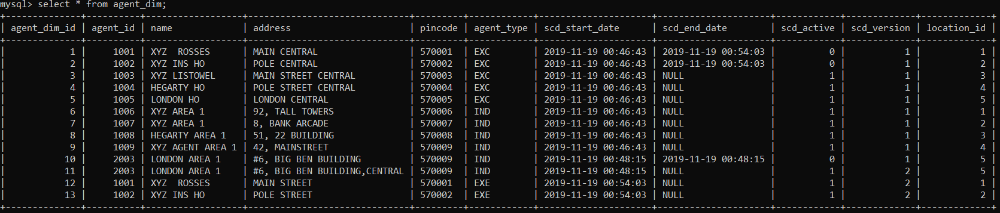 mysql> select * from agent_dim;
+--------------+----------+-----------------+----------------------------+---------+------------+---------------------+---------------------+------------+-------------+-------------+
| agent_dim_id | agent_id | name            | address                    | pincode | agent_type | scd_start_date      | scd_end_date        | scd_active | scd_version | location_id |
+--------------+----------+-----------------+----------------------------+---------+------------+---------------------+---------------------+------------+-------------+-------------+
|            1 |     1001 | XYZ  ROSSES     | MAIN CENTRAL               | 570001  | EXC        | 2019-11-19 00:46:43 | 2019-11-19 00:54:03 |          0 |           1 |           1 |
|            2 |     1002 | XYZ INS HO      | POLE CENTRAL               | 570002  | EXC        | 2019-11-19 00:46:43 | 2019-11-19 00:54:03 |          0 |           1 |           2 |
|            3 |     1003 | XYZ LISTOWEL    | MAIN STREET CENTRAL        | 570003  | EXC        | 2019-11-19 00:46:43 | NULL                |          1 |           1 |           3 |
|            4 |     1004 | HEGARTY HO      | POLE STREET CENTRAL        | 570004  | EXC        | 2019-11-19 00:46:43 | NULL                |          1 |           1 |           4 |
|            5 |     1005 | LONDON HO       | LONDON CENTRAL             | 570005  | EXC        | 2019-11-19 00:46:43 | NULL                |          1 |           1 |           5 |
|            6 |     1006 | XYZ AREA 1      | 92, TALL TOWERS            | 570006  | IND        | 2019-11-19 00:46:43 | NULL                |          1 |           1 |           1 |
|            7 |     1007 | XYZ AREA 1      | 8, BANK ARCADE             | 570007  | IND        | 2019-11-19 00:46:43 | NULL                |          1 |           1 |           2 |
|            8 |     1008 | HEGARTY AREA 1  | 51, 22 BUILDING            | 570008  | IND        | 2019-11-19 00:46:43 | NULL                |          1 |           1 |           3 |
|            9 |     1009 | XYZ AGENT AREA 1 | 42, MAINSTREET             | 570009  | IND        | 2019-11-19 00:46:43 | NULL                |          1 |           1 |           4 |
|           10 |     2003 | LONDON AREA 1   | #6, BIG BEN BUILDING       | 570009  | IND        | 2019-11-19 00:48:15 | 2019-11-19 00:48:15 |          0 |           1 |           5 |
|           11 |     2003 | LONDON AREA 1   | #6, BIG BEN BUILDING,CENTRAL | 570009  | IND        | 2019-11-19 00:48:15 | NULL                |          1 |           2 |           5 |
|           12 |     1001 | XYZ  ROSSES     | MAIN STREET                | 570001  | EXE        | 2019-11-19 00:54:03 | NULL                |          1 |           2 |           1 |
|           13 |     1002 | XYZ INS HO      | POLE STREET                | 570002  | EXE        | 2019-11-19 00:54:03 | NULL                |          1 |           2 |           2 |
+--------------+----------+-----------------+----------------------------+---------+------------+---------------------+---------------------+------------+-------------+-------------+